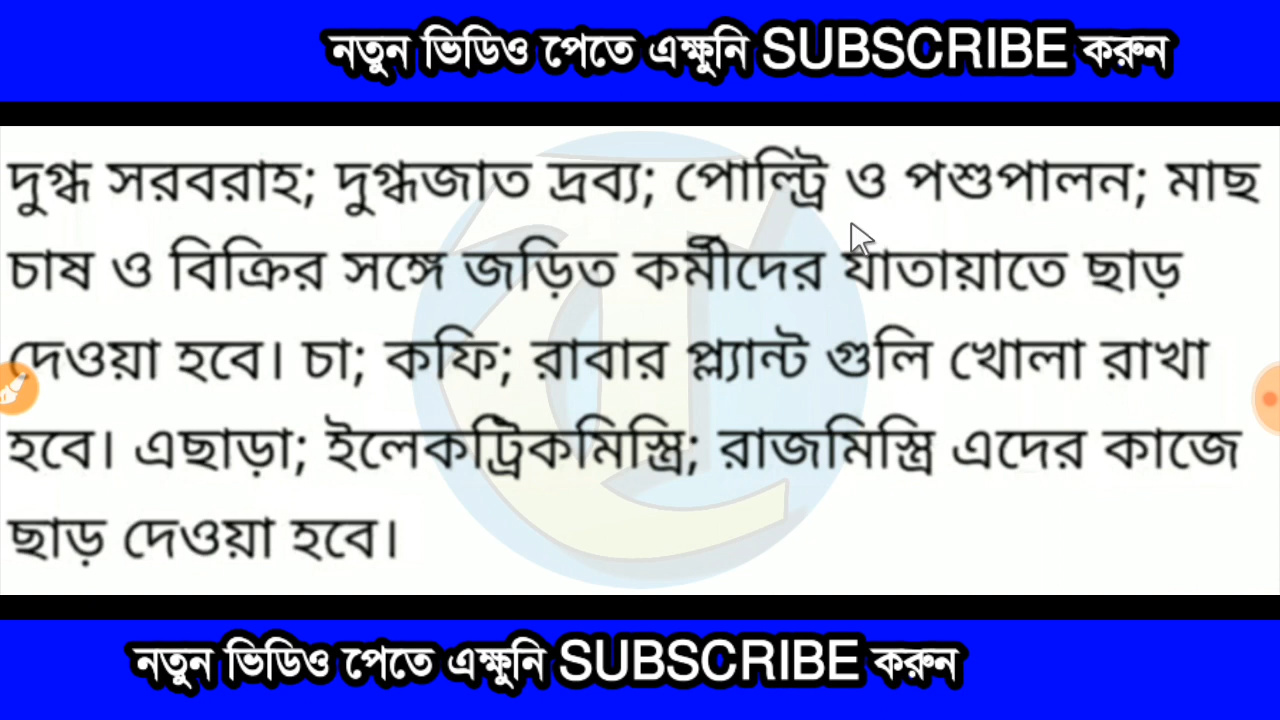 নতুন ভিডিও পেতে এক্ষুনি SUBSCRIBE করুন
দুগ্ধ সরবরাহ; দুগ্ধজাত দ্রব্য; পোল্ট্রি ও পশুপালন; মাছ
চাষ ও বিক্রির সঙ্গে জড়িত কর্মীদের যাতায়াতে ছাড়
দেওয়া হবে। চা; কফি; রাবার প্ল্যান্ট গুলি খোলা রাখা
হবে। এছাড়া; ইলেকট্রিকমিস্ত্রি; রাজমিস্ত্রি এদের কাজে
ছাড় দেওয়া হবে।
নতুন ভিডিও পেতে এক্ষুনি SUBSCRIBE করুন